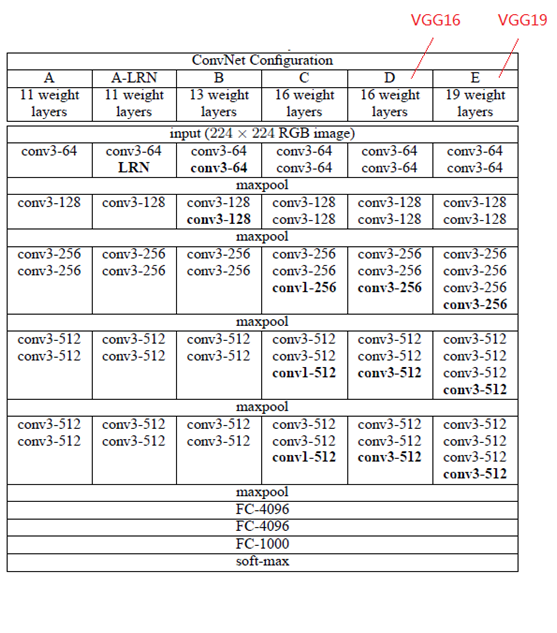 VGG16 VGG19
ConvNet Configuration
A A-LRN B C D E
11 weight 11 weight 13 weight 16 weight 16 weight 19 weight
layers layers layers layers layers layers
input (224 × 224 RGB image)
conv3-64 conv3-64 conv3-64 conv3-64 conv3-64 conv3-64
LRN conv3-64 conv3-64 conv3-64 conv3-64
maxpool
conv3-128 conv3-128 conv3-128 conv3-128 conv3-128 conv3-128
conv3-128 conv3-128 conv3-128 conv3-128
maxpool
conv3-256 conv3-256 conv3-256 conv3-256 conv3-256 conv3-256
conv3-256 conv3-256 conv3-256 conv3-256 conv3-256 conv3-256
conv1-256 conv3-256 conv3-256
conv3-256
maxpool
conv3-512 conv3-512 conv3-512 conv3-512 conv3-512 conv3-512
conv3-512 conv3-512 conv3-512 conv3-512 conv3-512 conv3-512
conv1-512 conv3-512 conv3-512
conv3-512
maxpool
conv3-512 conv3-512 conv3-512 conv3-512 conv3-512 conv3-512
conv3-512 conv3-512 conv3-512 conv3-512 conv3-512 conv3-512
conv1-512 conv3-512 conv3-512
conv3-512
maxpool
FC-4096
FC-4096
FC-1000
soft-max